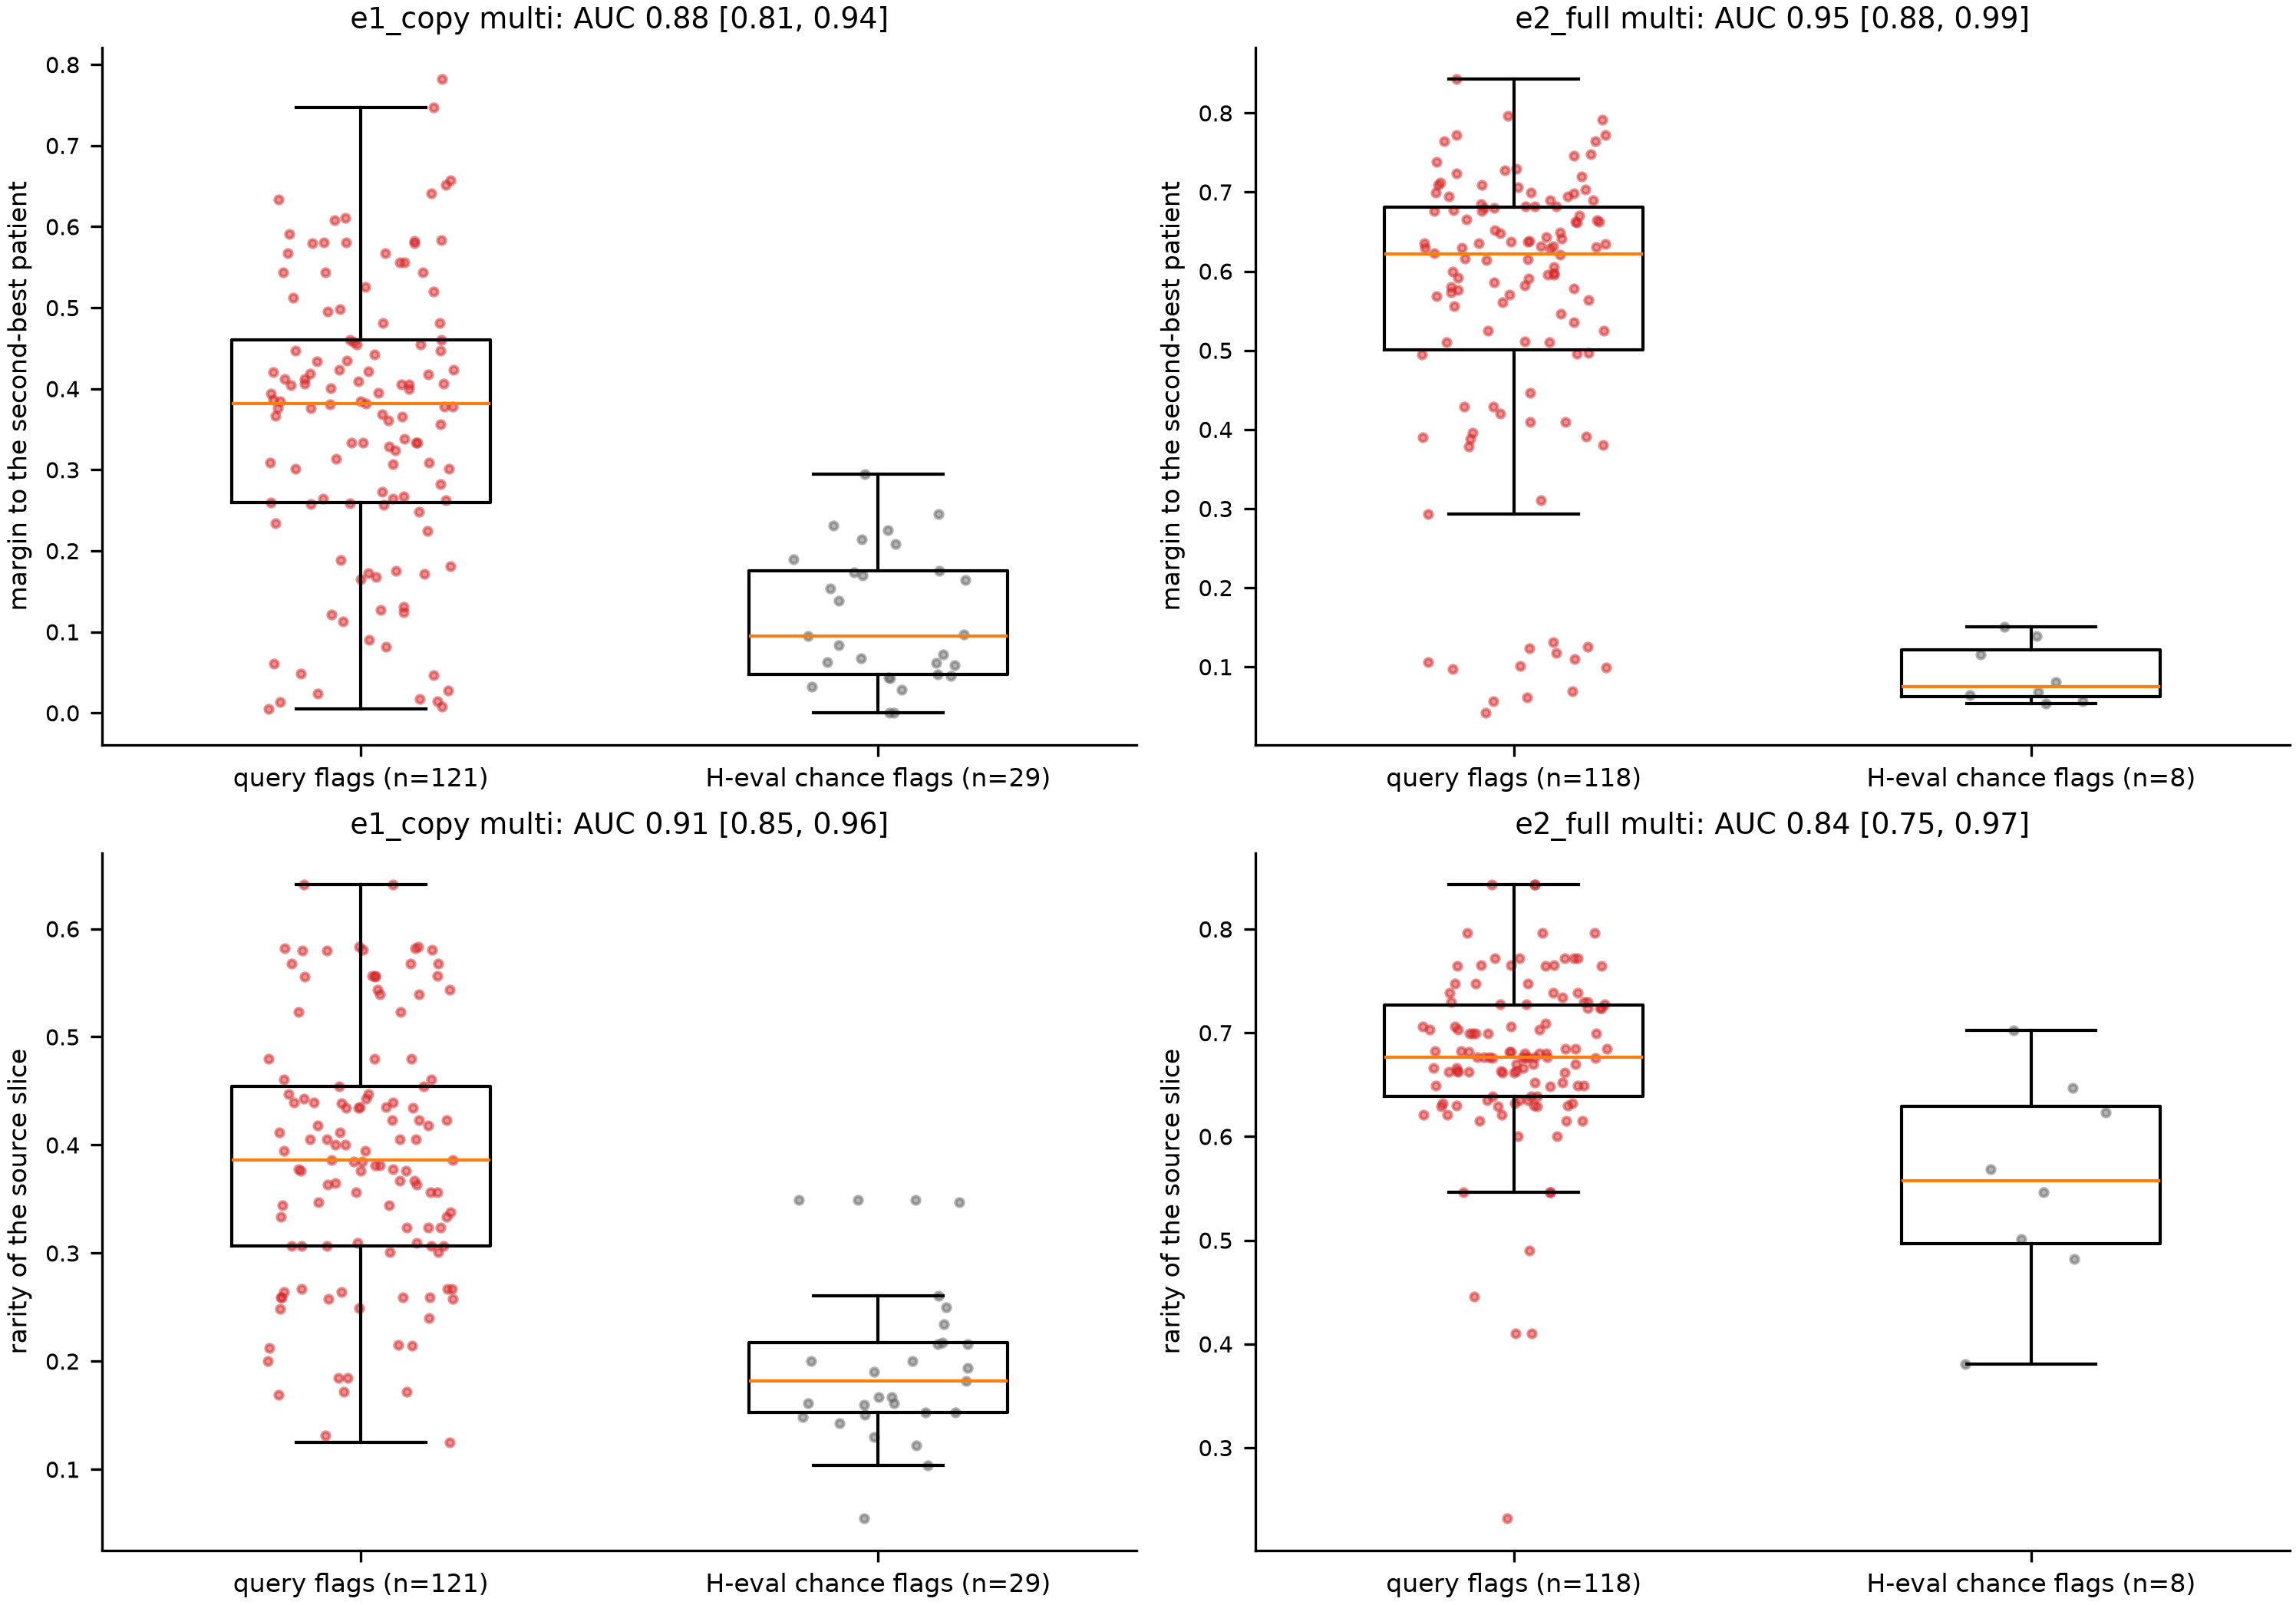 e1_copy multi: AUC 0.88 [0.81, 0.94]
margin to the second-best patient
0.8
0.7
0.6
0.5
0.4
0.3
0.2
0.1
0.0
query flags (n=121)
H-eval chance flags (n=29)
e2_full multi: AUC 0.95 [0.88, 0.99]
margin to the second-best patient
0.8
0.7
0.6
0.5
0.4
0.3
0.2
0.1
query flags (n=118)
H-eval chance flags (n=8)
e1_copy multi: AUC 0.91 [0.85, 0.96]
rarity of the source slice
0.6
0.5
0.4
0.3
0.2
0.1
query flags (n=121)
H-eval chance flags (n=29)
e2_full multi: AUC 0.84 [0.75, 0.97]
rarity of the source slice
0.8
0.7
0.6
0.5
0.4
0.3
query flags (n=118)
H-eval chance flags (n=8)